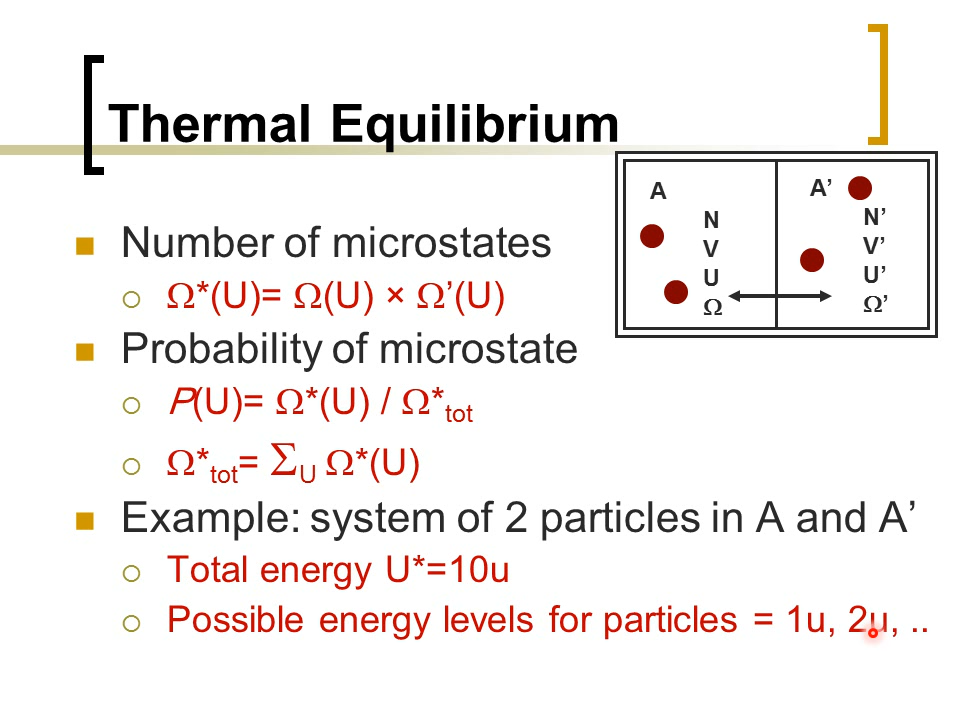 Thermal Equilibrium
A
N
V
U
Ω
A’
N’
V’
U’
Ω’
Number of microstates
Ω*(U)= Ω(U) × Ω’(U)
Probability of microstate
P(U)= Ω*(U) / Ω*tot
Ω*tot= ΣU Ω*(U)
Example: system of 2 particles in A and A’
Total energy U*=10u
Possible energy levels for particles = 1u, 2u, ..